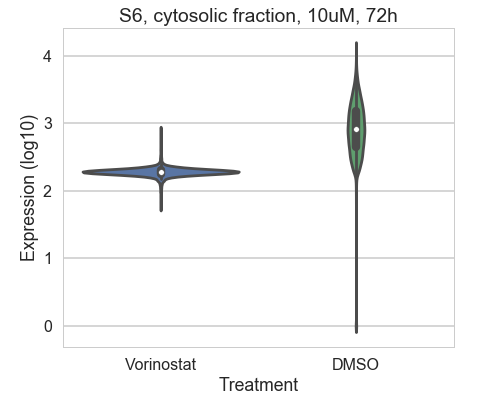 S6, cytosolic fraction, 10uM, 72h
Expression (log10)
4
3
2
1
0
Vorinostat
DMSO
Treatment